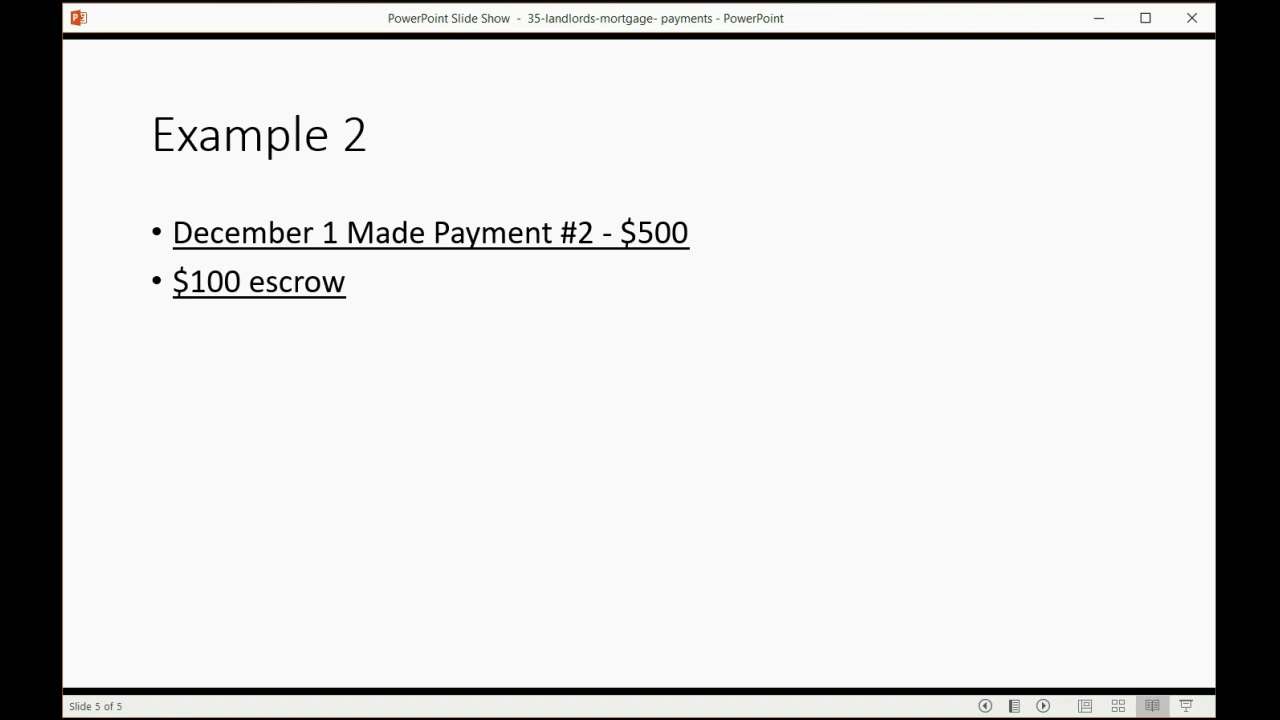 PowerPoint Slide Show - 35-landlords-mortgage- payments - PowerPoint
Example 2
• December 1 Made Payment #2 - $500
• $100 escrow
Slide 5 of 5